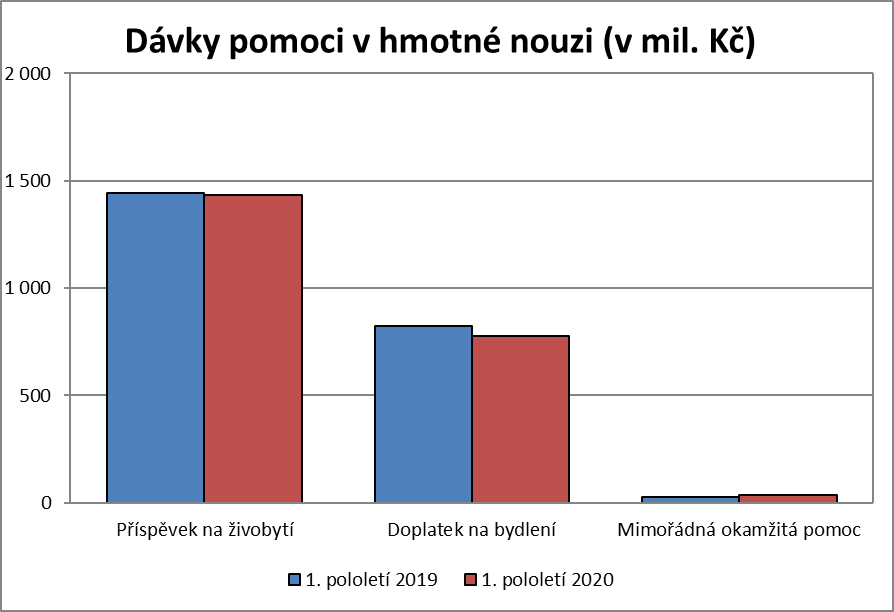 Dávky pomoci v hmotné nouzi (v mil. Kč)
2 000
1 500
1 000
500
0
Příspěvek na živobytí Doplatek na bydlení Mimořádná okamžitá pomoc
1. pololetí 2019 1. pololetí 2020